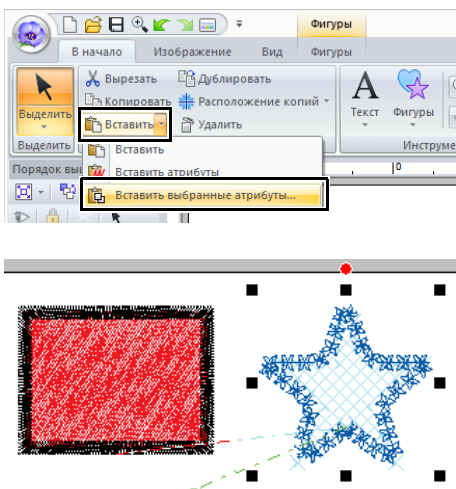 Фигуры
В начало Изображение Вид Фигуры
Выделить
Вырезать Дублировать
Копировать Расположение копий
Вставить Удалить
Текст Фигуры
Выделить Инструме
Вставить
Порядок Вставить атрибуты 0
Вставить выбранные атрибуты...